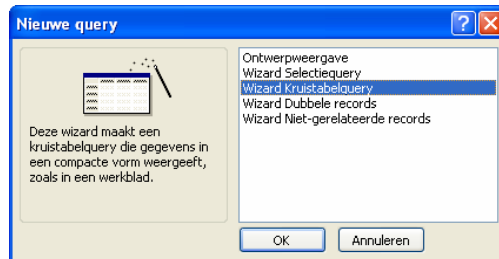 Nieuwe query
Deze wizard maakt een
kruistabelquery die gegevens in
een compacte vorm weergeeft,
zoals in een werkblad.
Ontwerpweergave
Wizard Selectiequery
Wizard Kruistabelquery
Wizard Dubbele records
Wizard Niet-gerelateerde records
OK
Annuleren